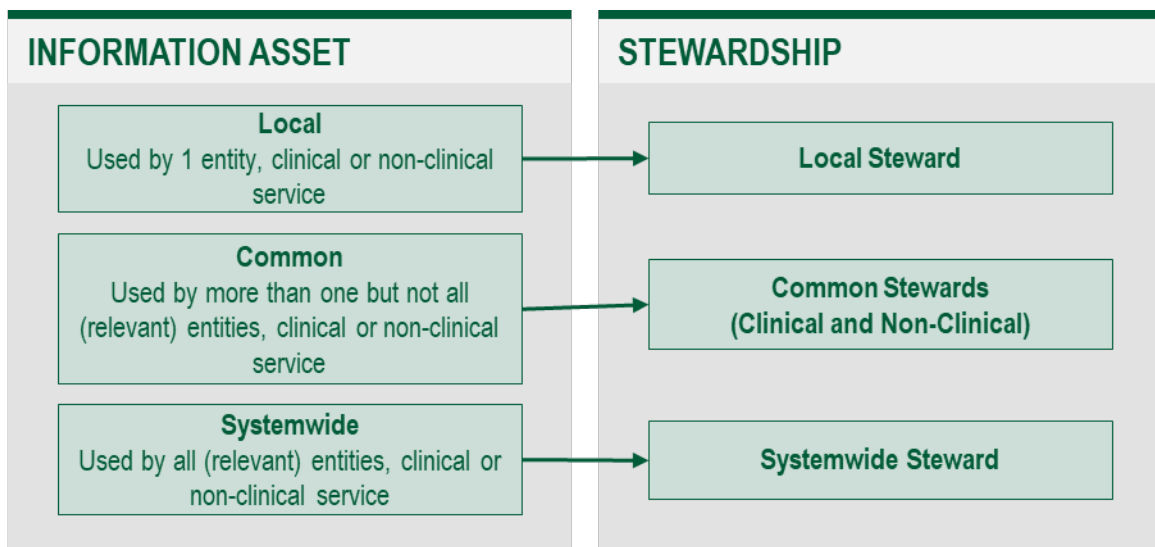 INFORMATION ASSET
Local
Used by 1 entity, clinical or non-clinical
service
Common
Used by more than one but not all
(relevant) entities, clinical or non-clinical
service
Systemwide
Used by all (relevant) entities, clinical or
non-clinical service
STEWARDSHIP
Local Steward
Common Stewards
(Clinical and Non-Clinical)
Systemwide Steward